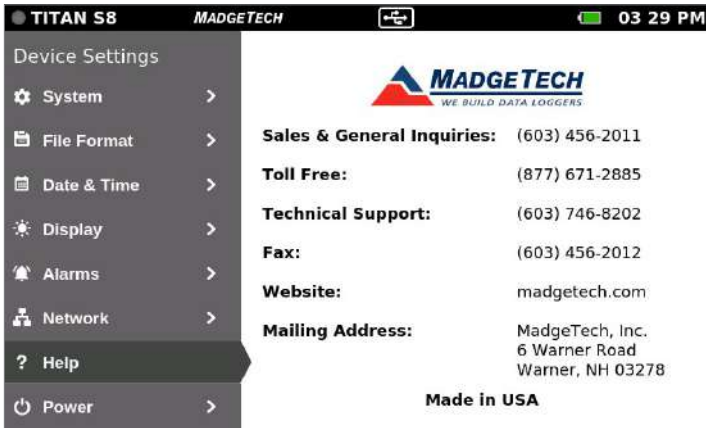 TITAN S8 MADGETECH 03 29 PM
Device Settings
System
File Format
Date & Time
Display
Alarms
Network
? Help
Power
MADGETECH
WE BUILD DATA LOGGERS
Sales & General Inquiries: (603) 456-2011
Toll Free: (877) 671-2885
Technical Support: (603) 746-8202
Fax: (603) 456-2012
Website: madgetech.com
Mailing Address: MadgeTech, Inc.
6 Warner Road
Warner, NH 03278
Made in USA